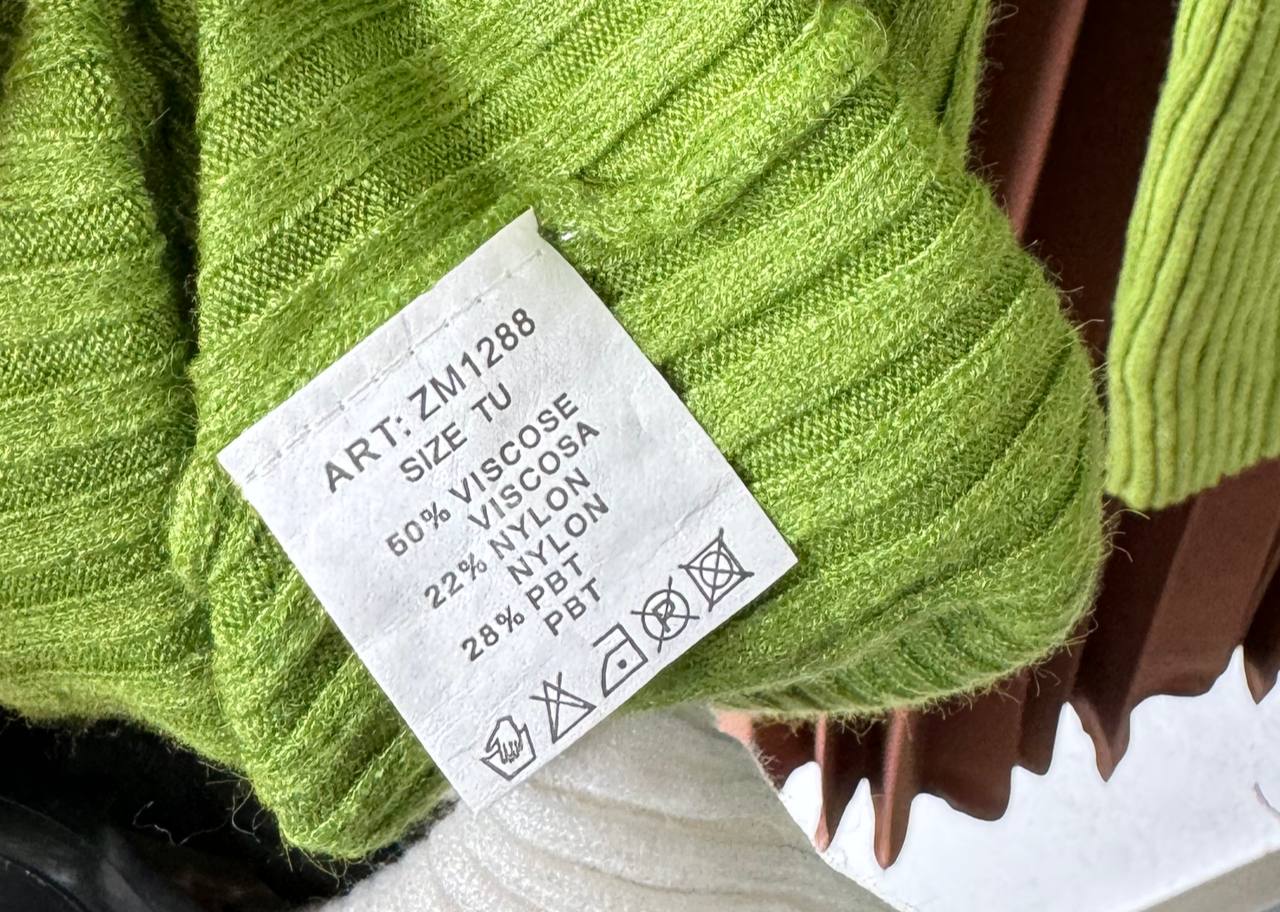 ART: ZM1288
SIZE TU
50% VISCOSE
VISCOSA
22% NYLON
NYLON
28% PBT
PBT